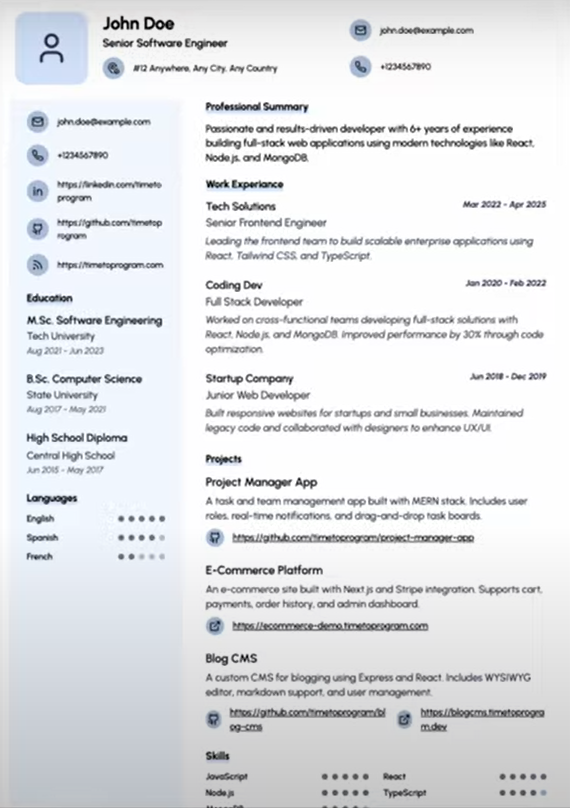 John Doe
Senior Software Engineer
#12 Anywhere, Any City, Any Country
john.doe@example.com
+1234567890
john.doe@example.com
+1234567890
https://linkedin.com/timeto
program
https://github.com/timetop
rogram
https://timetoprogram.com
Education
M.Sc. Software Engineering
Tech University
Aug 2021 - Jun 2023
B.Sc. Computer Science
State University
Aug 2017 - May 2021
High School Diploma
Central High School
Jun 2015 - May 2017
Languages
English
Spanish
French
Professional Summary
Passionate and results-driven developer with 6+ years of experience
building full-stack web applications using modern technologies like React,
Node.js, and MongoDB.
Work Experiance
Tech Solutions
Mar 2022 - Apr 2025
Senior Frontend Engineer
Leading the frontend team to build scalable enterprise applications using
React, Tailwind CSS, and TypeScript.
Coding Dev
Jan 2020 - Feb 2022
Full Stack Developer
Worked on cross-functional teams developing full-stack solutions with
React, Node.js, and MongoDB. Improved performance by 30% through code
optimization.
Startup Company
Jun 2018 - Dec 2019
Junior Web Developer
Built responsive websites for startups and small businesses. Maintained
legacy code and collaborated with designers to enhance UX/UI.
Projects
Project Manager App
A task and team management app built with MERN stack. Includes user
roles, real-time notifications, and drag-and-drop task boards.
https://github.com/timetoprogram/project-manager-app
E-Commerce Platform
An e-commerce site built with Next.js and Stripe integration. Supports cart,
payments, order history, and admin dashboard.
https://ecommerce-demo.timetoprogram.com
Blog CMS
A custom CMS for blogging using Express and React. Includes WYSIWYG
editor, markdown support, and user management.
https://github.com/timetoprogram/bl
og-cms
https://blogcms.timetoprogra
m.dev
Skills
JavaScript
React
Node.js
TypeScript